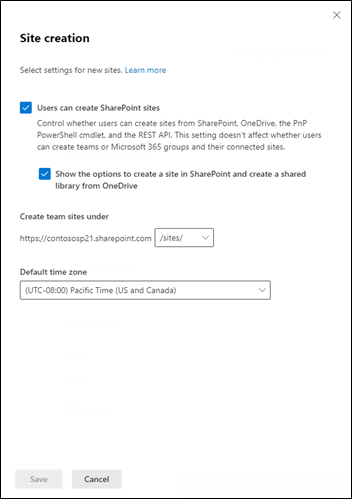 Site creation
Select settings for new sites. Learn more
Users can create SharePoint sites
Control whether users can create sites from SharePoint, OneDrive, the PnP
PowerShell cmdlet, and the REST API. This setting doesn't affect whether users
can create teams or Microsoft 365 groups and their connected sites.
Show the options to create a site in SharePoint and create a shared
library from OneDrive
Create team sites under
https://contososp21.sharepoint.com /sites/
Default time zone
(UTC-08:00) Pacific Time (US and Canada)
Save Cancel